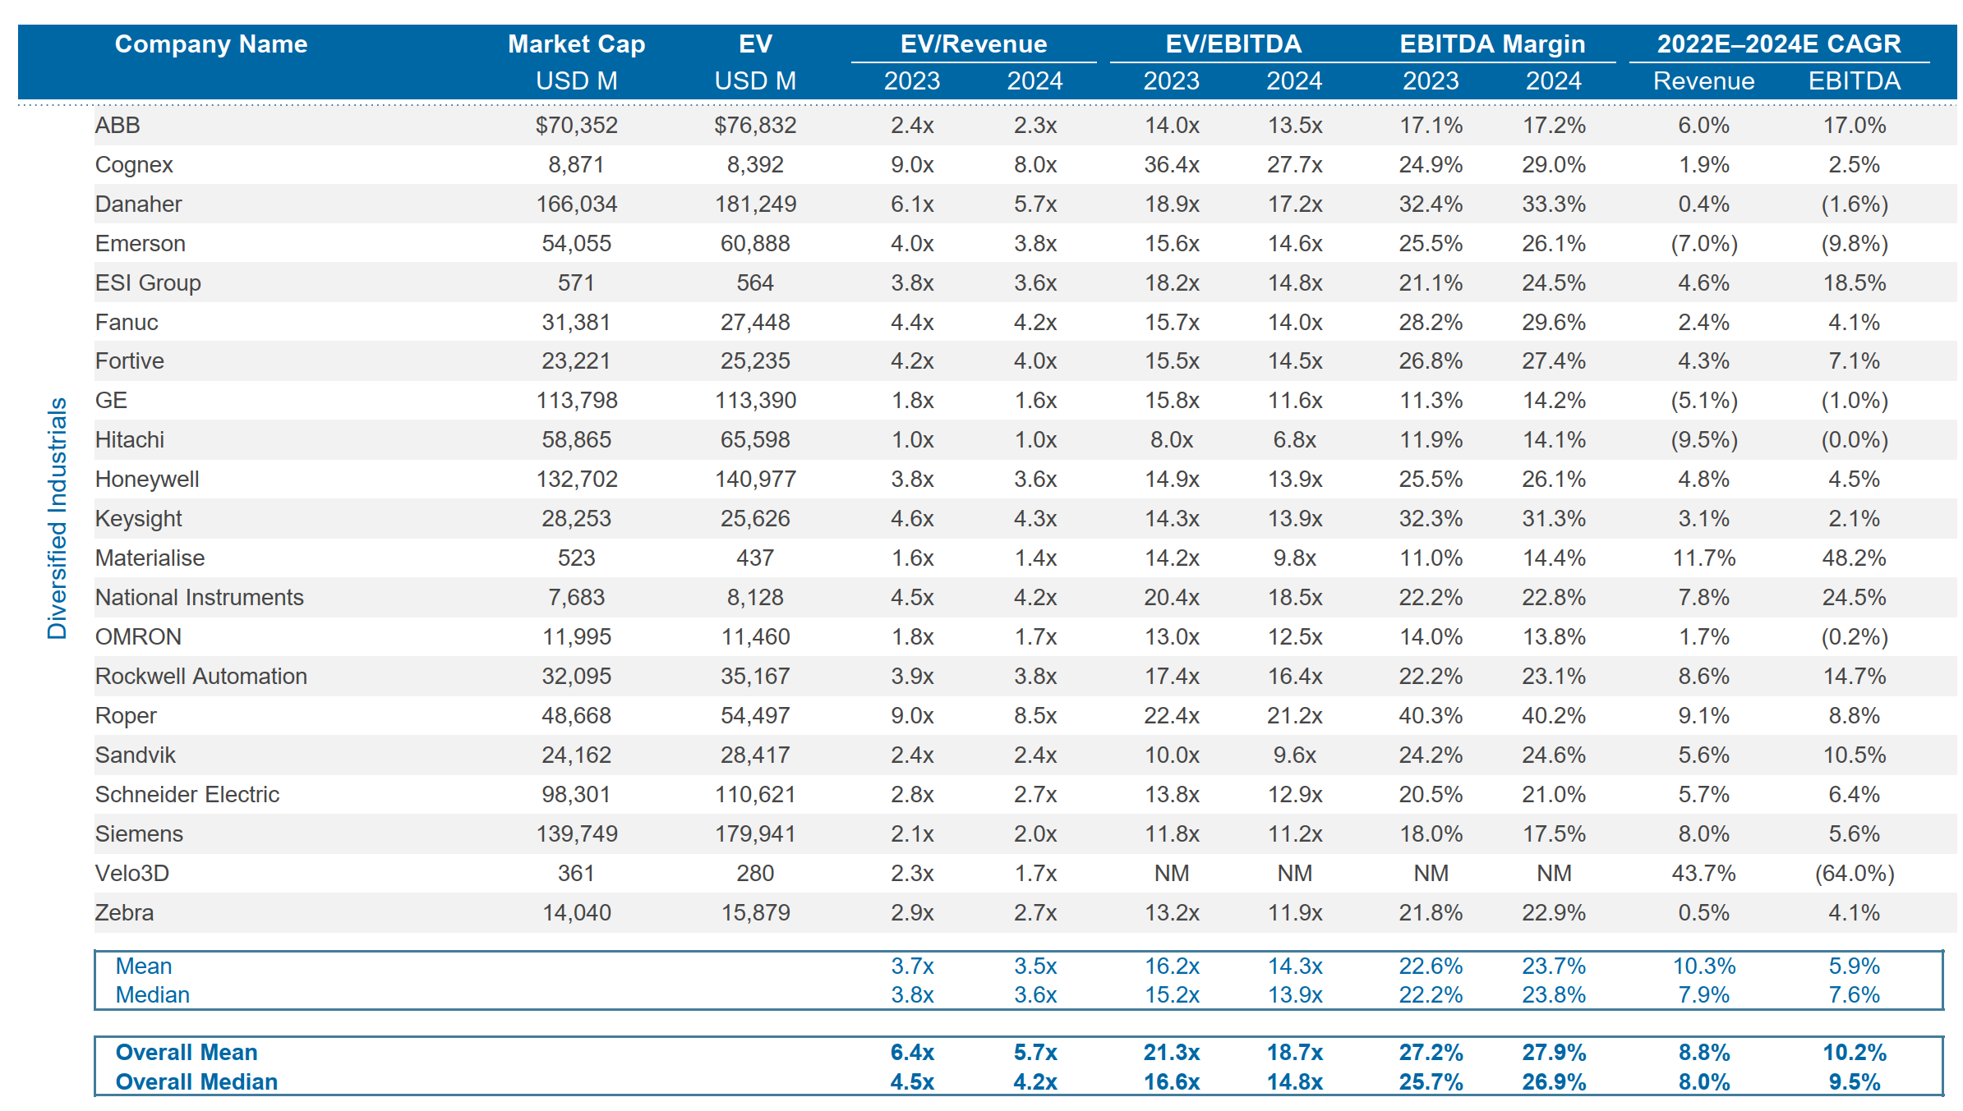 Company Name Market Cap EV EV/Revenue EV/EBITDA EBITDA Margin 2022E–2024E CAGR
USD M USD M 2023 2024 2023 2024 2023 2024 Revenue EBITDA
Diversified Industrials
ABB $70,352 $76,832 2.4x 2.3x 14.0x 13.5x 17.1% 17.2% 6.0% 17.0%
Cognex 8,871 8,392 9.0x 8.0x 36.4x 27.7x 24.9% 29.0% 1.9% 2.5%
Danaher 166,034 181,249 6.1x 5.7x 18.9x 17.2x 32.4% 33.3% 0.4% (1.6%)
Emerson 54,055 60,888 4.0x 3.8x 15.6x 14.6x 25.5% 26.1% (7.0%) (9.8%)
ESI Group 571 564 3.8x 3.6x 18.2x 14.8x 21.1% 24.5% 4.6% 18.5%
Fanuc 31,381 27,448 4.4x 4.2x 15.7x 14.0x 28.2% 29.6% 2.4% 4.1%
Fortive 23,221 25,235 4.2x 4.0x 15.5x 14.5x 26.8% 27.4% 4.3% 7.1%
GE 113,798 113,390 1.8x 1.6x 15.8x 11.6x 11.3% 14.2% (5.1%) (1.0%)
Hitachi 58,865 65,598 1.0x 1.0x 8.0x 6.8x 11.9% 14.1% (9.5%) (0.0%)
Honeywell 132,702 140,977 3.8x 3.6x 14.9x 13.9x 25.5% 26.1% 4.8% 4.5%
Keysight 28,253 25,626 4.6x 4.3x 14.3x 13.9x 32.3% 31.3% 3.1% 2.1%
Materialise 523 437 1.6x 1.4x 14.2x 9.8x 11.0% 14.4% 11.7% 48.2%
National Instruments 7,683 8,128 4.5x 4.2x 20.4x 18.5x 22.2% 22.8% 7.8% 24.5%
OMRON 11,995 11,460 1.8x 1.7x 13.0x 12.5x 14.0% 13.8% 1.7% (0.2%)
Rockwell Automation 32,095 35,167 3.9x 3.8x 17.4x 16.4x 22.2% 23.1% 8.6% 14.7%
Roper 48,668 54,497 9.0x 8.5x 22.4x 21.2x 40.3% 40.2% 9.1% 8.8%
Sandvik 24,162 28,417 2.4x 2.4x 10.0x 9.6x 24.2% 24.6% 5.6% 10.5%
Schneider Electric 98,301 110,621 2.8x 2.7x 13.8x 12.9x 20.5% 21.0% 5.7% 6.4%
Siemens 139,749 179,941 2.1x 2.0x 11.8x 11.2x 18.0% 17.5% 8.0% 5.6%
Velo3D 361 280 2.3x 1.7x NM NM NM NM 43.7% (64.0%)
Zebra 14,040 15,879 2.9x 2.7x 13.2x 11.9x 21.8% 22.9% 0.5% 4.1%
Mean 3.7x 3.5x 16.2x 14.3x 22.6% 23.7% 10.3% 5.9%
Median 3.8x 3.6x 15.2x 13.9x 22.2% 23.8% 7.9% 7.6%
Overall Mean 6.4x 5.7x 21.3x 18.7x 27.2% 27.9% 8.8% 10.2%
Overall Median 4.5x 4.2x 16.6x 14.8x 25.7% 26.9% 8.0% 9.5%